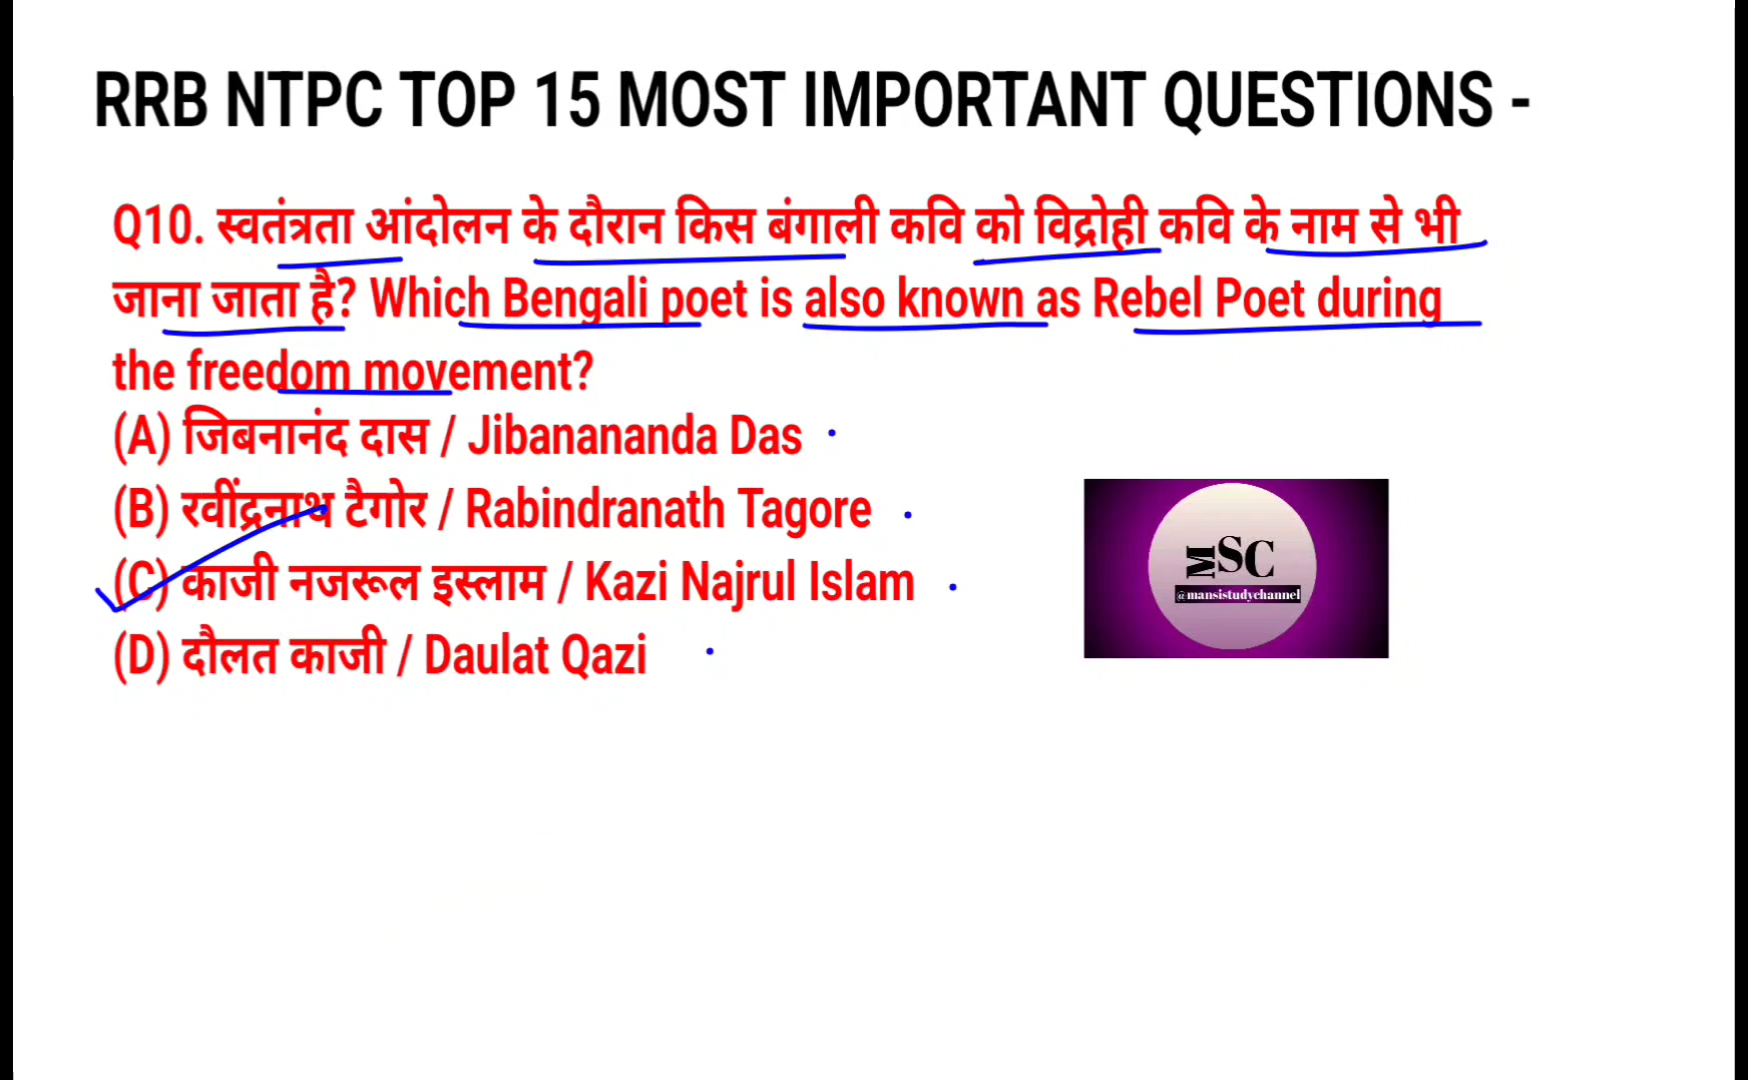 RRB NTPC TOP 15 MOST IMPORTANT QUESTIONS -
Q10. स्वतंत्रता आंदोलन के दौरान किस बंगाली कवि को विद्रोही कवि के नाम से भी
जाना जाता है? Which Bengali poet is also known as Rebel Poet during
the freedom movement?
(A) जिबनानंद दास / Jibanananda Das
(B) रवींद्रनाथ टैगोर / Rabindranath Tagore
(C) काजी नजरूल इस्लाम / Kazi Najrul Islam
(D) दौलत काजी / Daulat Qazi
MSC
@mansistudychannel